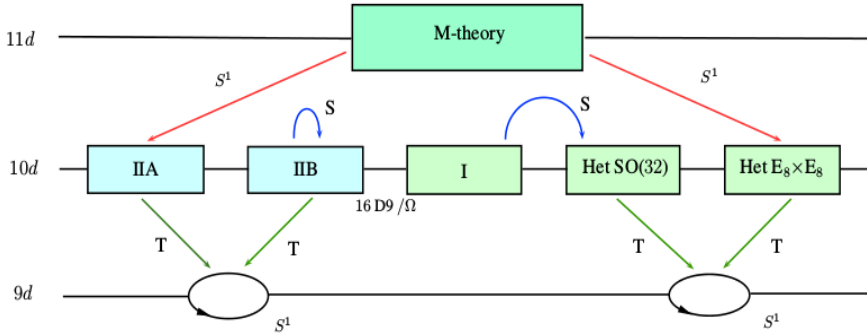 11d
M-theory
S¹
S¹
S
S
10d
IIA
IIB
I
Het SO(32)
Het E₈×E₈
16 D9 /Ω
T
T
T
T
9d
S¹
S¹